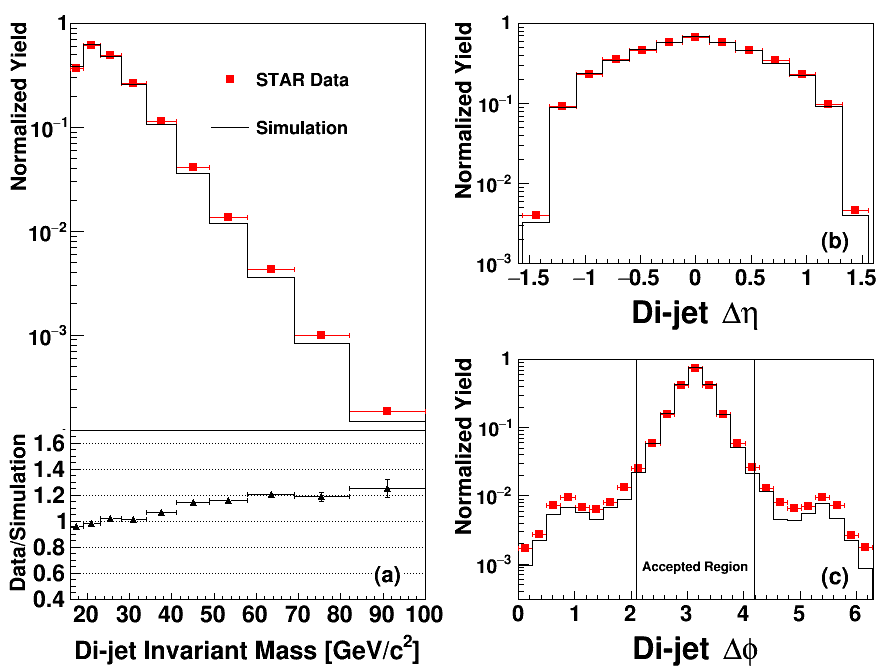 Normalized Yield
1
10⁻¹
10⁻²
10⁻³
STAR Data
Simulation
Data/Simulation
1.6
1.4
1.2
1
0.8
0.6
0.4
(a)
20 30 40 50 60 70 80 90 100
Di-jet Invariant Mass [GeV/c²]
Normalized Yield
1
10⁻¹
10⁻²
10⁻³
(b)
−1.5 −1 −0.5 0 0.5 1 1.5
Di-jet Δη
Normalized Yield
1
10⁻¹
10⁻²
10⁻³
Accepted Region
(c)
0 1 2 3 4 5 6
Di-jet Δϕ